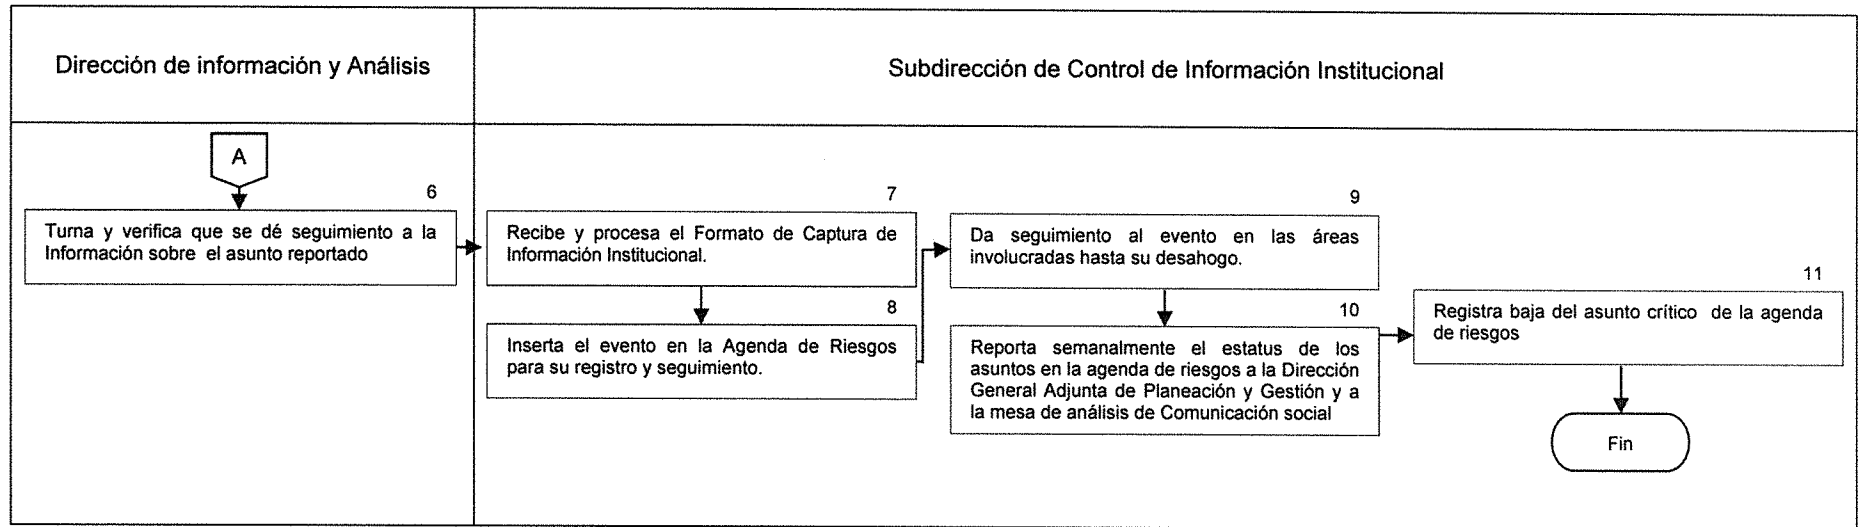 Dirección de información y Análisis
Subdirección de Control de Información Institucional
A
6
Turna y verifica que se dé seguimiento a la
Información sobre el asunto reportado
7
Recibe y procesa el Formato de Captura de
Información Institucional.
8
Inserta el evento en la Agenda de Riesgos
para su registro y seguimiento.
9
Da seguimiento al evento en las áreas
involucradas hasta su desahogo.
10
Reporta semanalmente el estatus de los
asuntos en la agenda de riesgos a la Dirección
General Adjunta de Planeación y Gestión y a
la mesa de análisis de Comunicación social
11
Registra baja del asunto crítico de la agenda
de riesgos
Fin